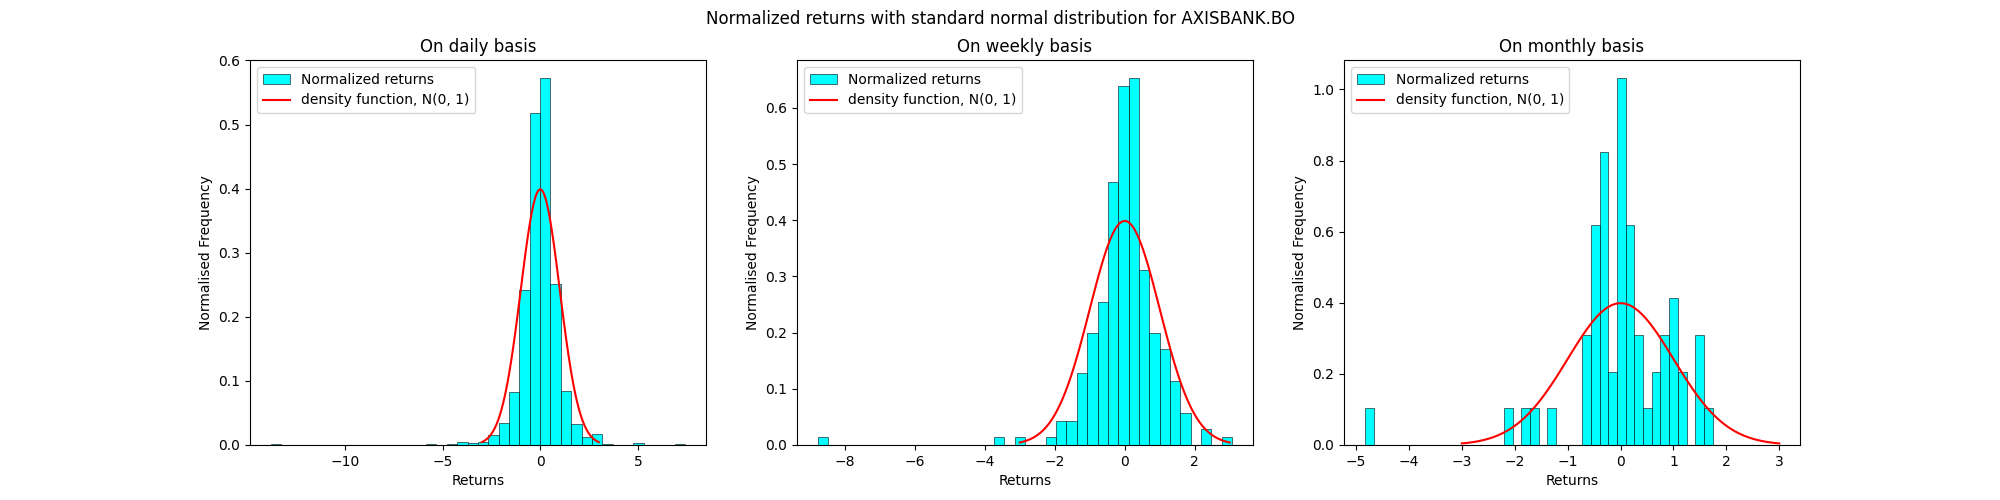 Normalized returns with standard normal distribution for AXISBANK.BO
On daily basis
Normalized returns
density function, N(0, 1)
Normalised Frequency
0.6
0.5
0.4
0.3
0.2
0.1
0.0
−10
−5
0
5
Returns
On weekly basis
Normalized returns
density function, N(0, 1)
Normalised Frequency
0.6
0.5
0.4
0.3
0.2
0.1
0.0
−8
−6
−4
−2
0
2
Returns
On monthly basis
Normalized returns
density function, N(0, 1)
Normalised Frequency
1.0
0.8
0.6
0.4
0.2
0.0
−5
−4
−3
−2
−1
0
1
2
3
Returns